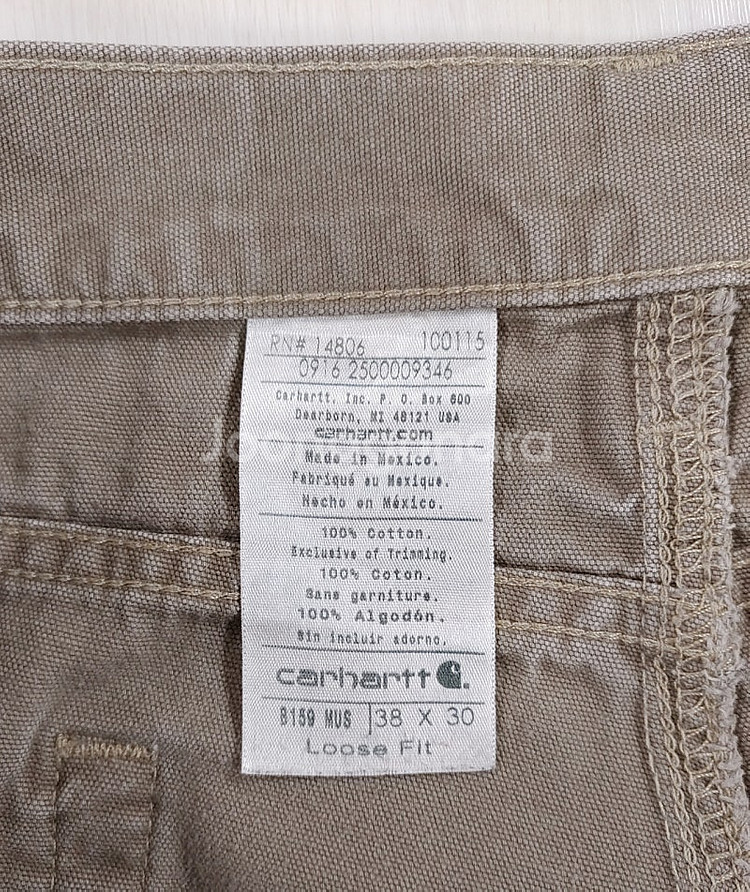 RN# 14806 100115
0916 2500009346
Carhartt, Inc. P. O. Box 600
Dearborn, MI 48121 USA
carhartt.com
Made in Mexico.
Fabriqué au Mexique.
Hecho en México.
100% Cotton.
Exclusive of Trimming.
100% Coton.
Sans garniture.
100% Algodón.
Sin incluir adorno.
carhartt
B159 MUS 38 X 30
Loose Fit